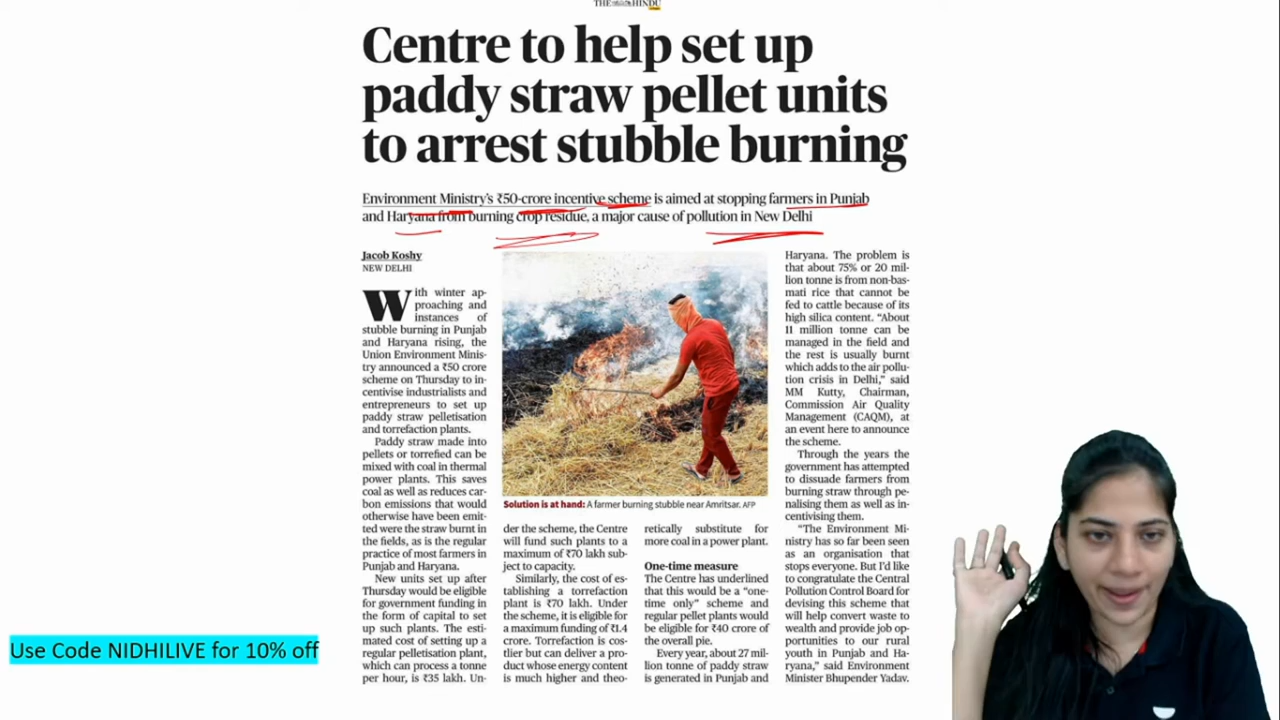 THE HINDU
Centre to help set up
paddy straw pellet units
to arrest stubble burning
Environment Ministry's ₹50-crore incentive scheme is aimed at stopping farmers in Punjab
and Haryana from burning crop residue, a major cause of pollution in New Delhi
Jacob Koshy
NEW DELHI
With winter ap-
proaching and
instances of
stubble burning in Punjab
and Haryana rising, the
Union Environment Minis-
try announced a ₹50 crore
scheme on Thursday to in-
centivise industrialists and
entrepreneurs to set up
paddy straw pelletisation
and torrefaction plants.
Paddy straw made into
pellets or torrefied can be
mixed with coal in thermal
power plants. This saves
coal as well as reduces car-
bon emissions that would
otherwise have been emit-
ted were the straw burnt in
the fields, as is the regular
practice of most farmers in
Punjab and Haryana.
New units set up after
Thursday would be eligible
for government funding in
the form of capital to set
up such plants. The esti-
mated cost of setting up a
regular pelletisation plant,
which can process a tonne
per hour, is ₹35 lakh. Un-
Solution is at hand: A farmer burning stubble near Amritsar. AFP
der the scheme, the Centre
will fund such plants to a
maximum of ₹70 lakh sub-
ject to capacity.
Similarly, the cost of es-
tablishing a torrefaction
plant is ₹70 lakh. Under
the scheme, it is eligible for
a maximum funding of ₹1.4
crore. Torrefaction is cos-
tlier but can deliver a pro-
duct whose energy content
is much higher and theo-
retically substitute for
more coal in a power plant.
One-time measure
The Centre has underlined
that this would be a "one-
time only" scheme and
regular pellet plants would
be eligible for ₹40 crore of
the overall pie.
Every year, about 27 mil-
lion tonne of paddy straw
is generated in Punjab and
Haryana. The problem is
that about 75% or 20 mil-
lion tonne is from non-bas-
mati rice that cannot be
fed to cattle because of its
high silica content. "About
11 million tonne can be
managed in the field and
the rest is usually burnt
which adds to the air pollu-
tion crisis in Delhi," said
MM Kutty, Chairman,
Commission Air Quality
Management (CAQM), at
an event here to announce
the scheme.
Through the years the
government has attempted
to dissuade farmers from
burning straw through pe-
nalising them as well as in-
centivising them.
"The Environment Mi-
nistry has so far been seen
as an organisation that
stops everyone. But I'd like
to congratulate the Central
Pollution Control Board for
devising this scheme that
will help convert waste to
wealth and provide job op-
portunities to our rural
youth in Punjab and Ha-
ryana," said Environment
Minister Bhupender Yadav.
Use Code NIDHILIVE for 10% off